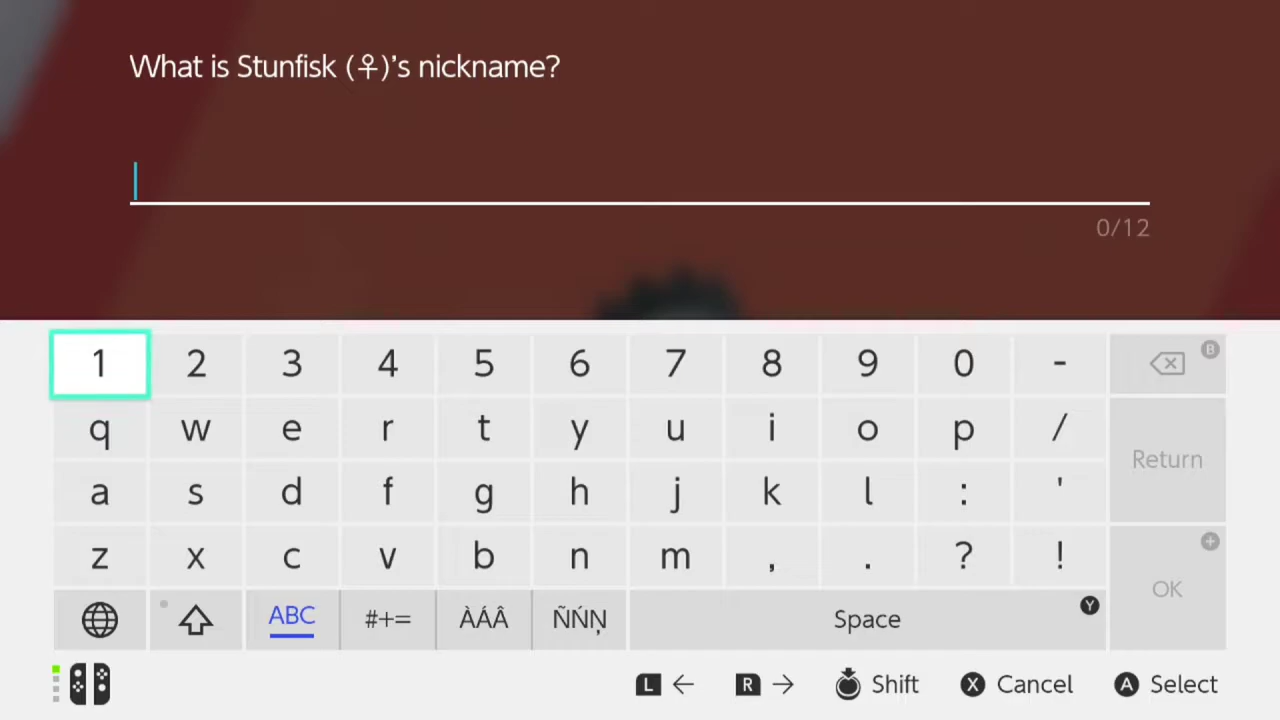 What is Stunfisk (♀)'s nickname?
0/12
1 2 3 4 5 6 7 8 9 0 - B
q w e r t y u i o p / Return
a s d f g h j k l : '
z x c v b n m , . ? ! + OK
ABC #+= ÀÁÂ ÑŃŅ Space Y
L ← R → Shift X Cancel A Select